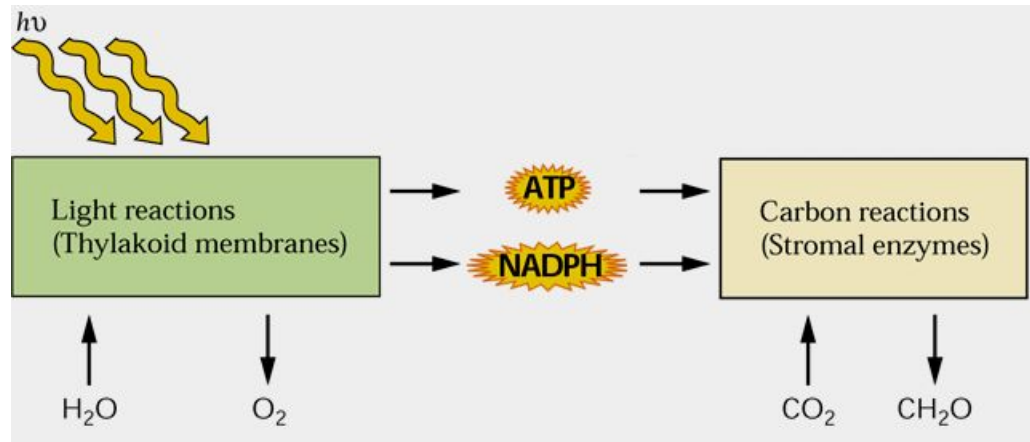 hυ
Light reactions
(Thylakoid membranes)
ATP
NADPH
Carbon reactions
(Stromal enzymes)
H₂O
O₂
CO₂
CH₂O